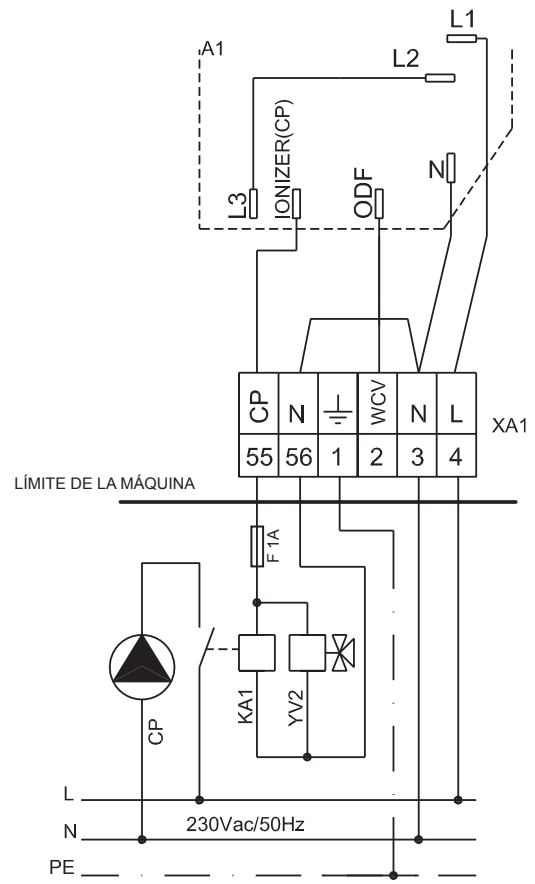 L1
A1
L2
IONIZER(CP)
N
L3
ODF
CP
N
WCV
N
L
XA1
55
56
1
2
3
4
LÍMITE DE LA MÁQUINA
F 1A
KA1
YV2
CP
L
N
230Vac/50Hz
PE